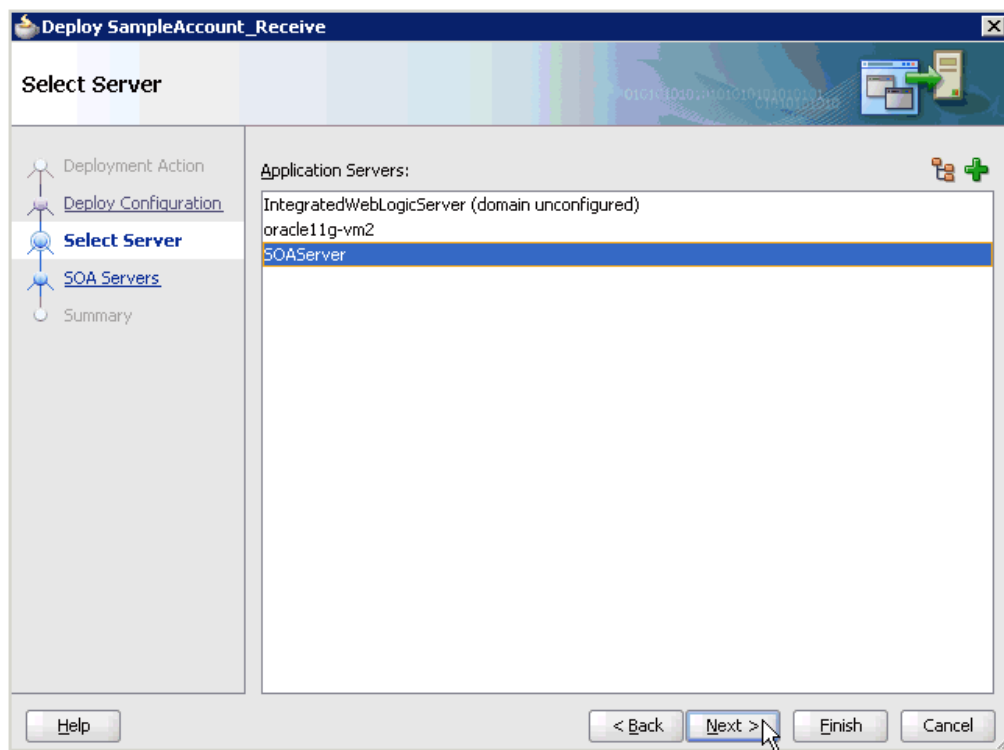 Deploy SampleAccount_Receive
Select Server
Deployment Action
Deploy Configuration
Select Server
SOA Servers
Summary
Application Servers:
IntegratedWebLogicServer (domain unconfigured)
oracle11g-vm2
SOAServer
Help
< Back
Next >
Finish
Cancel